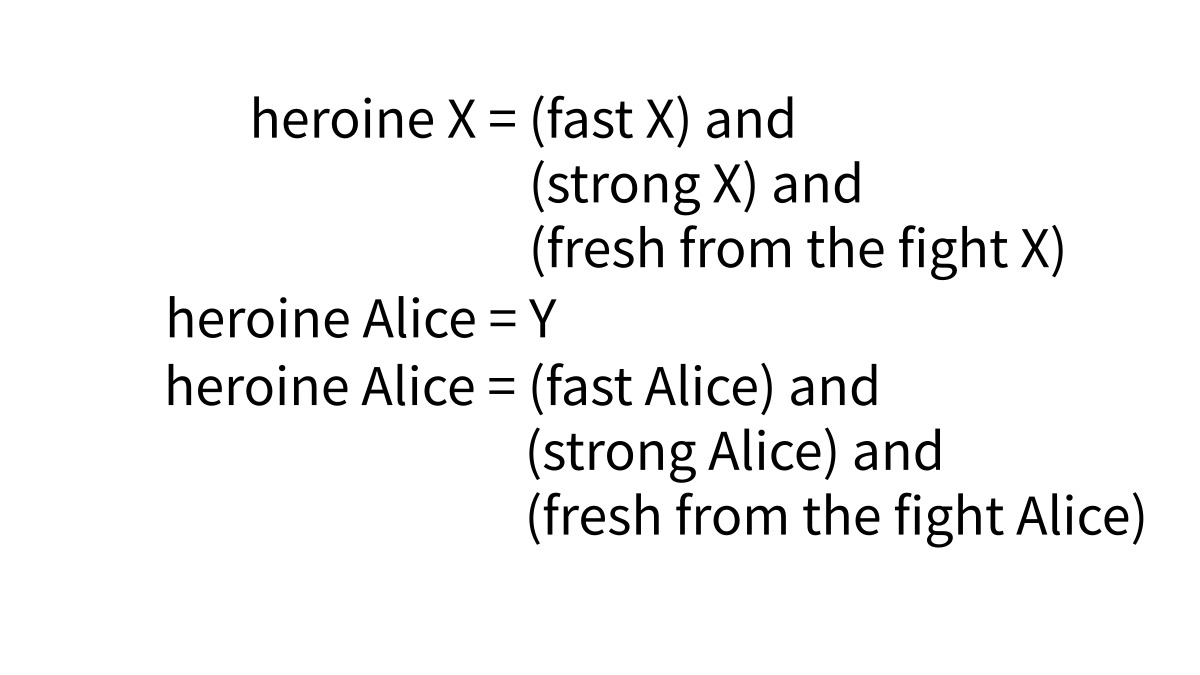 heroine X = (fast X) and
(strong X) and
(fresh from the fight X)
heroine Alice = Y
heroine Alice = (fast Alice) and
(strong Alice) and
(fresh from the fight Alice)